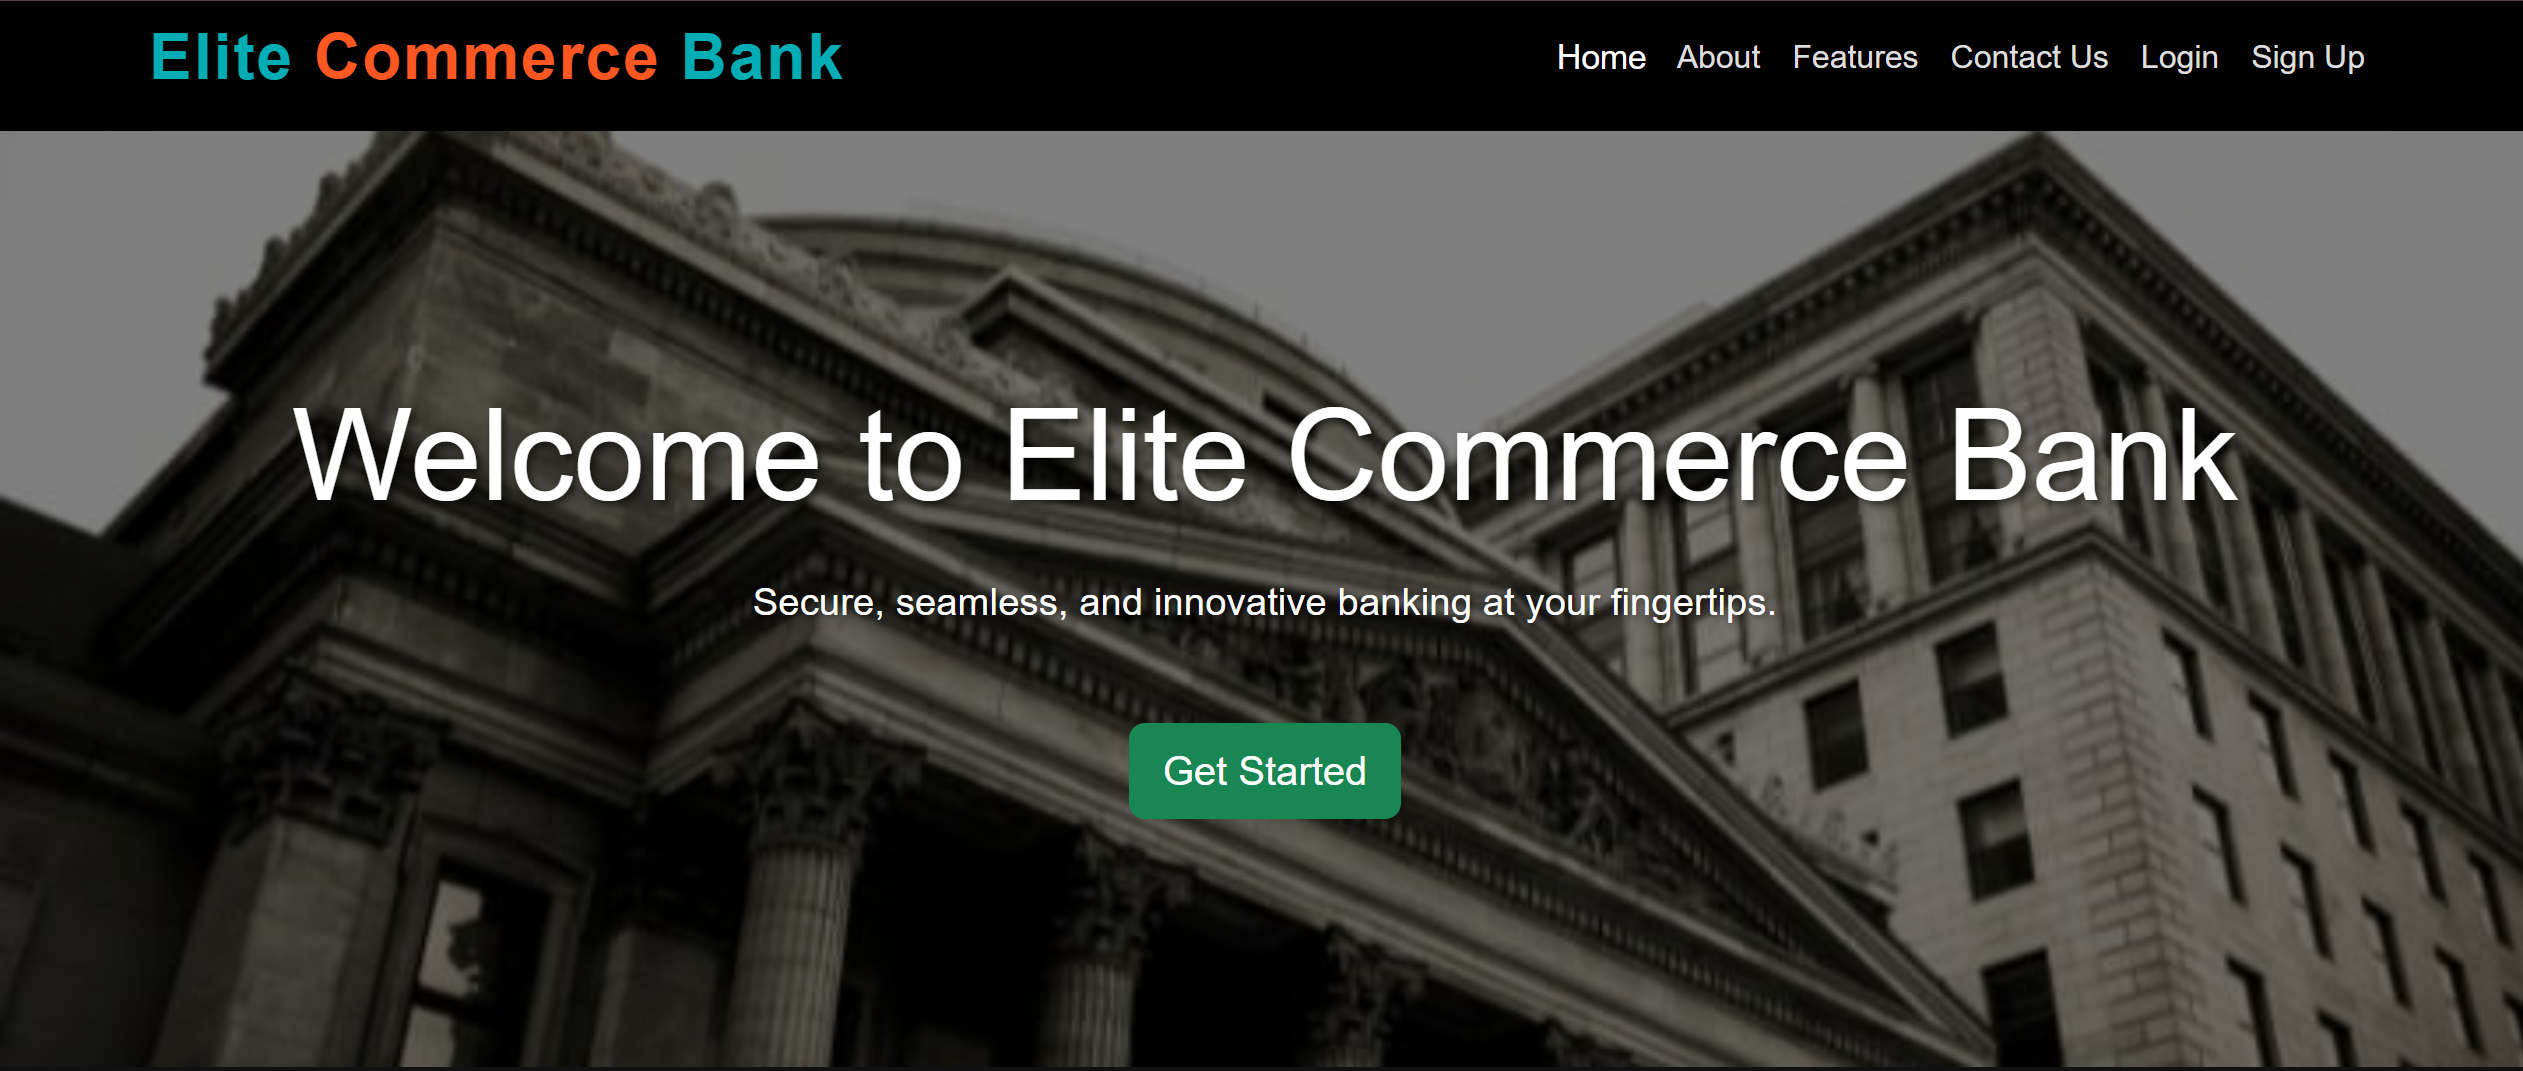 Elite Commerce Bank
Home About Features Contact Us Login Sign Up
Welcome to Elite Commerce Bank
Secure, seamless, and innovative banking at your fingertips.
Get Started